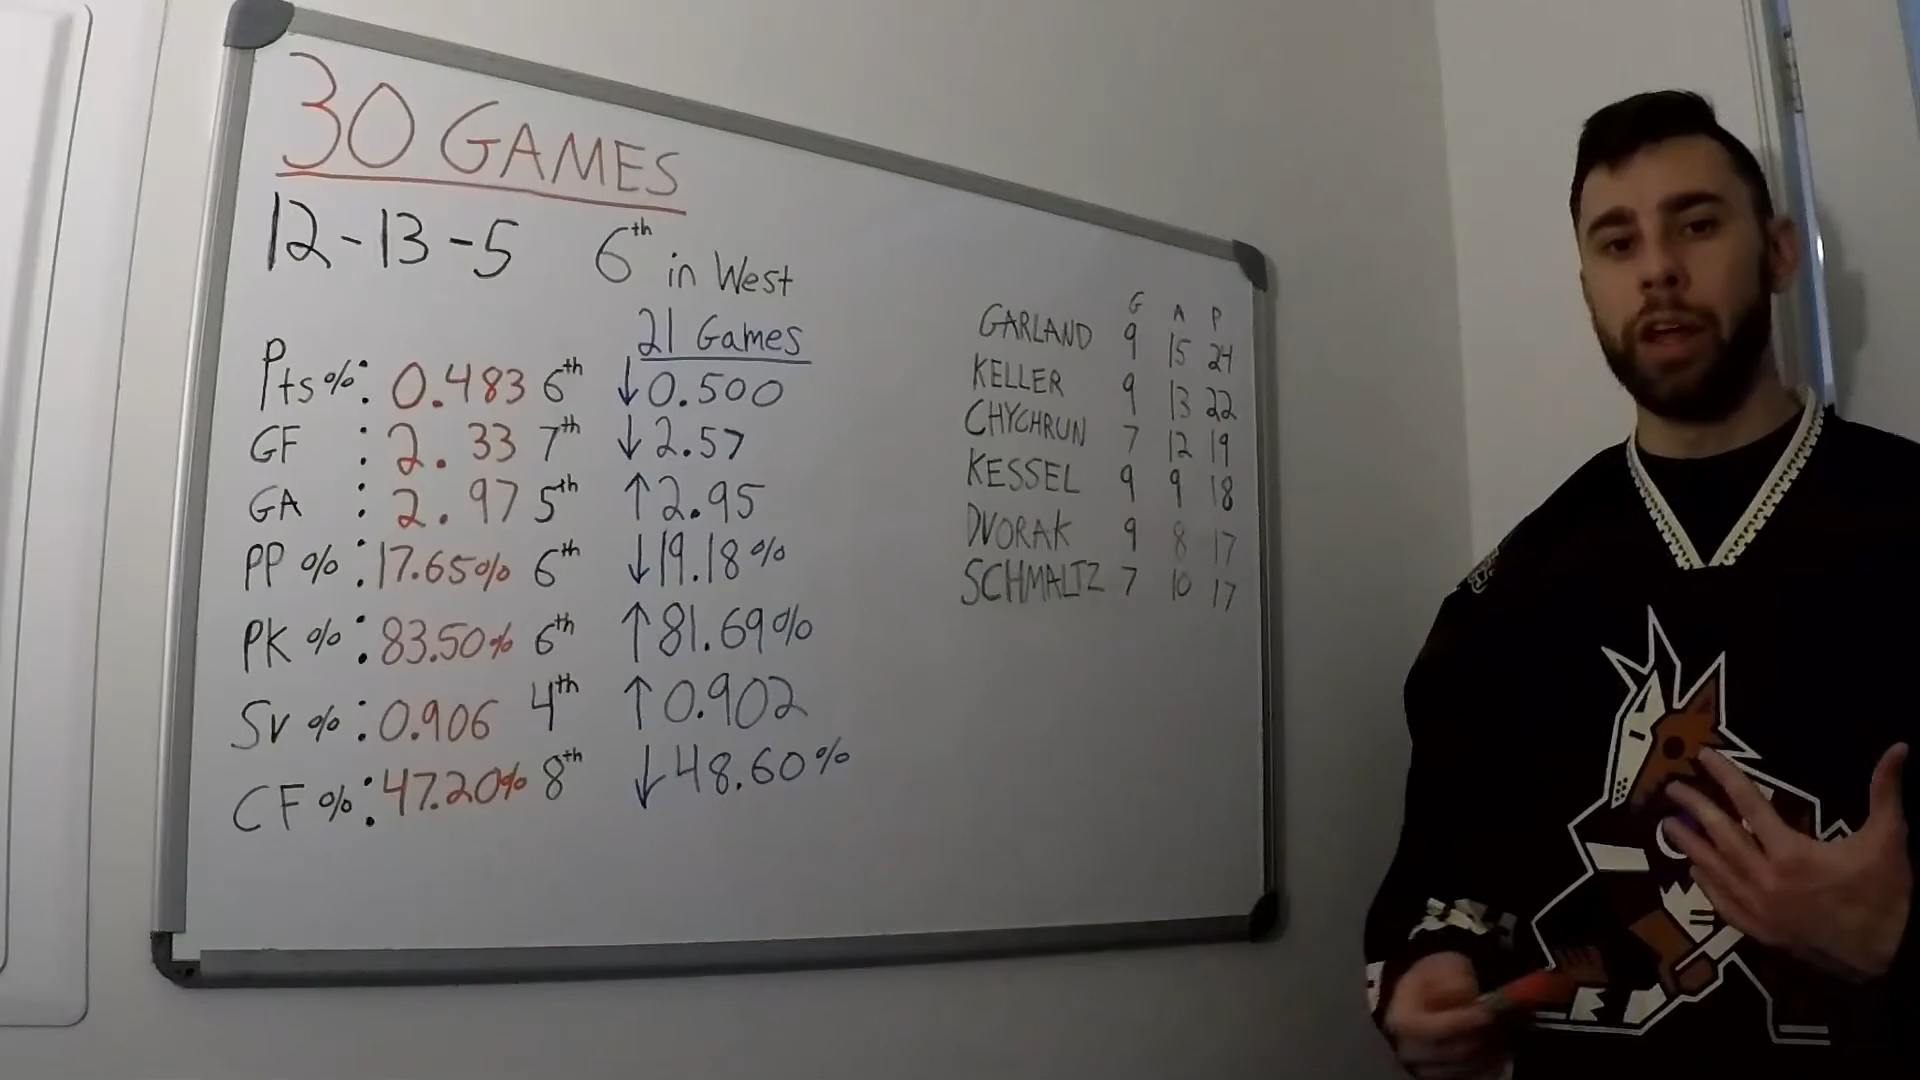 30 GAMES
12-13-5 6th in West
21 Games
Pts%: 0.483 6th ↓0.500
GF : 2.33 7th ↓2.57
GA : 2.97 5th ↑2.95
PP %: 17.65% 6th ↓19.18%
PK %: 83.50% 6th ↑81.69%
Sv %: 0.906 4th ↑0.902
CF %: 47.20% 8th ↓48.60%
G A P
GARLAND 9 15 24
KELLER 9 13 22
CHYCHRUN 7 12 19
KESSEL 9 9 18
DVORAK 9 8 17
SCHMALTZ 7 10 17